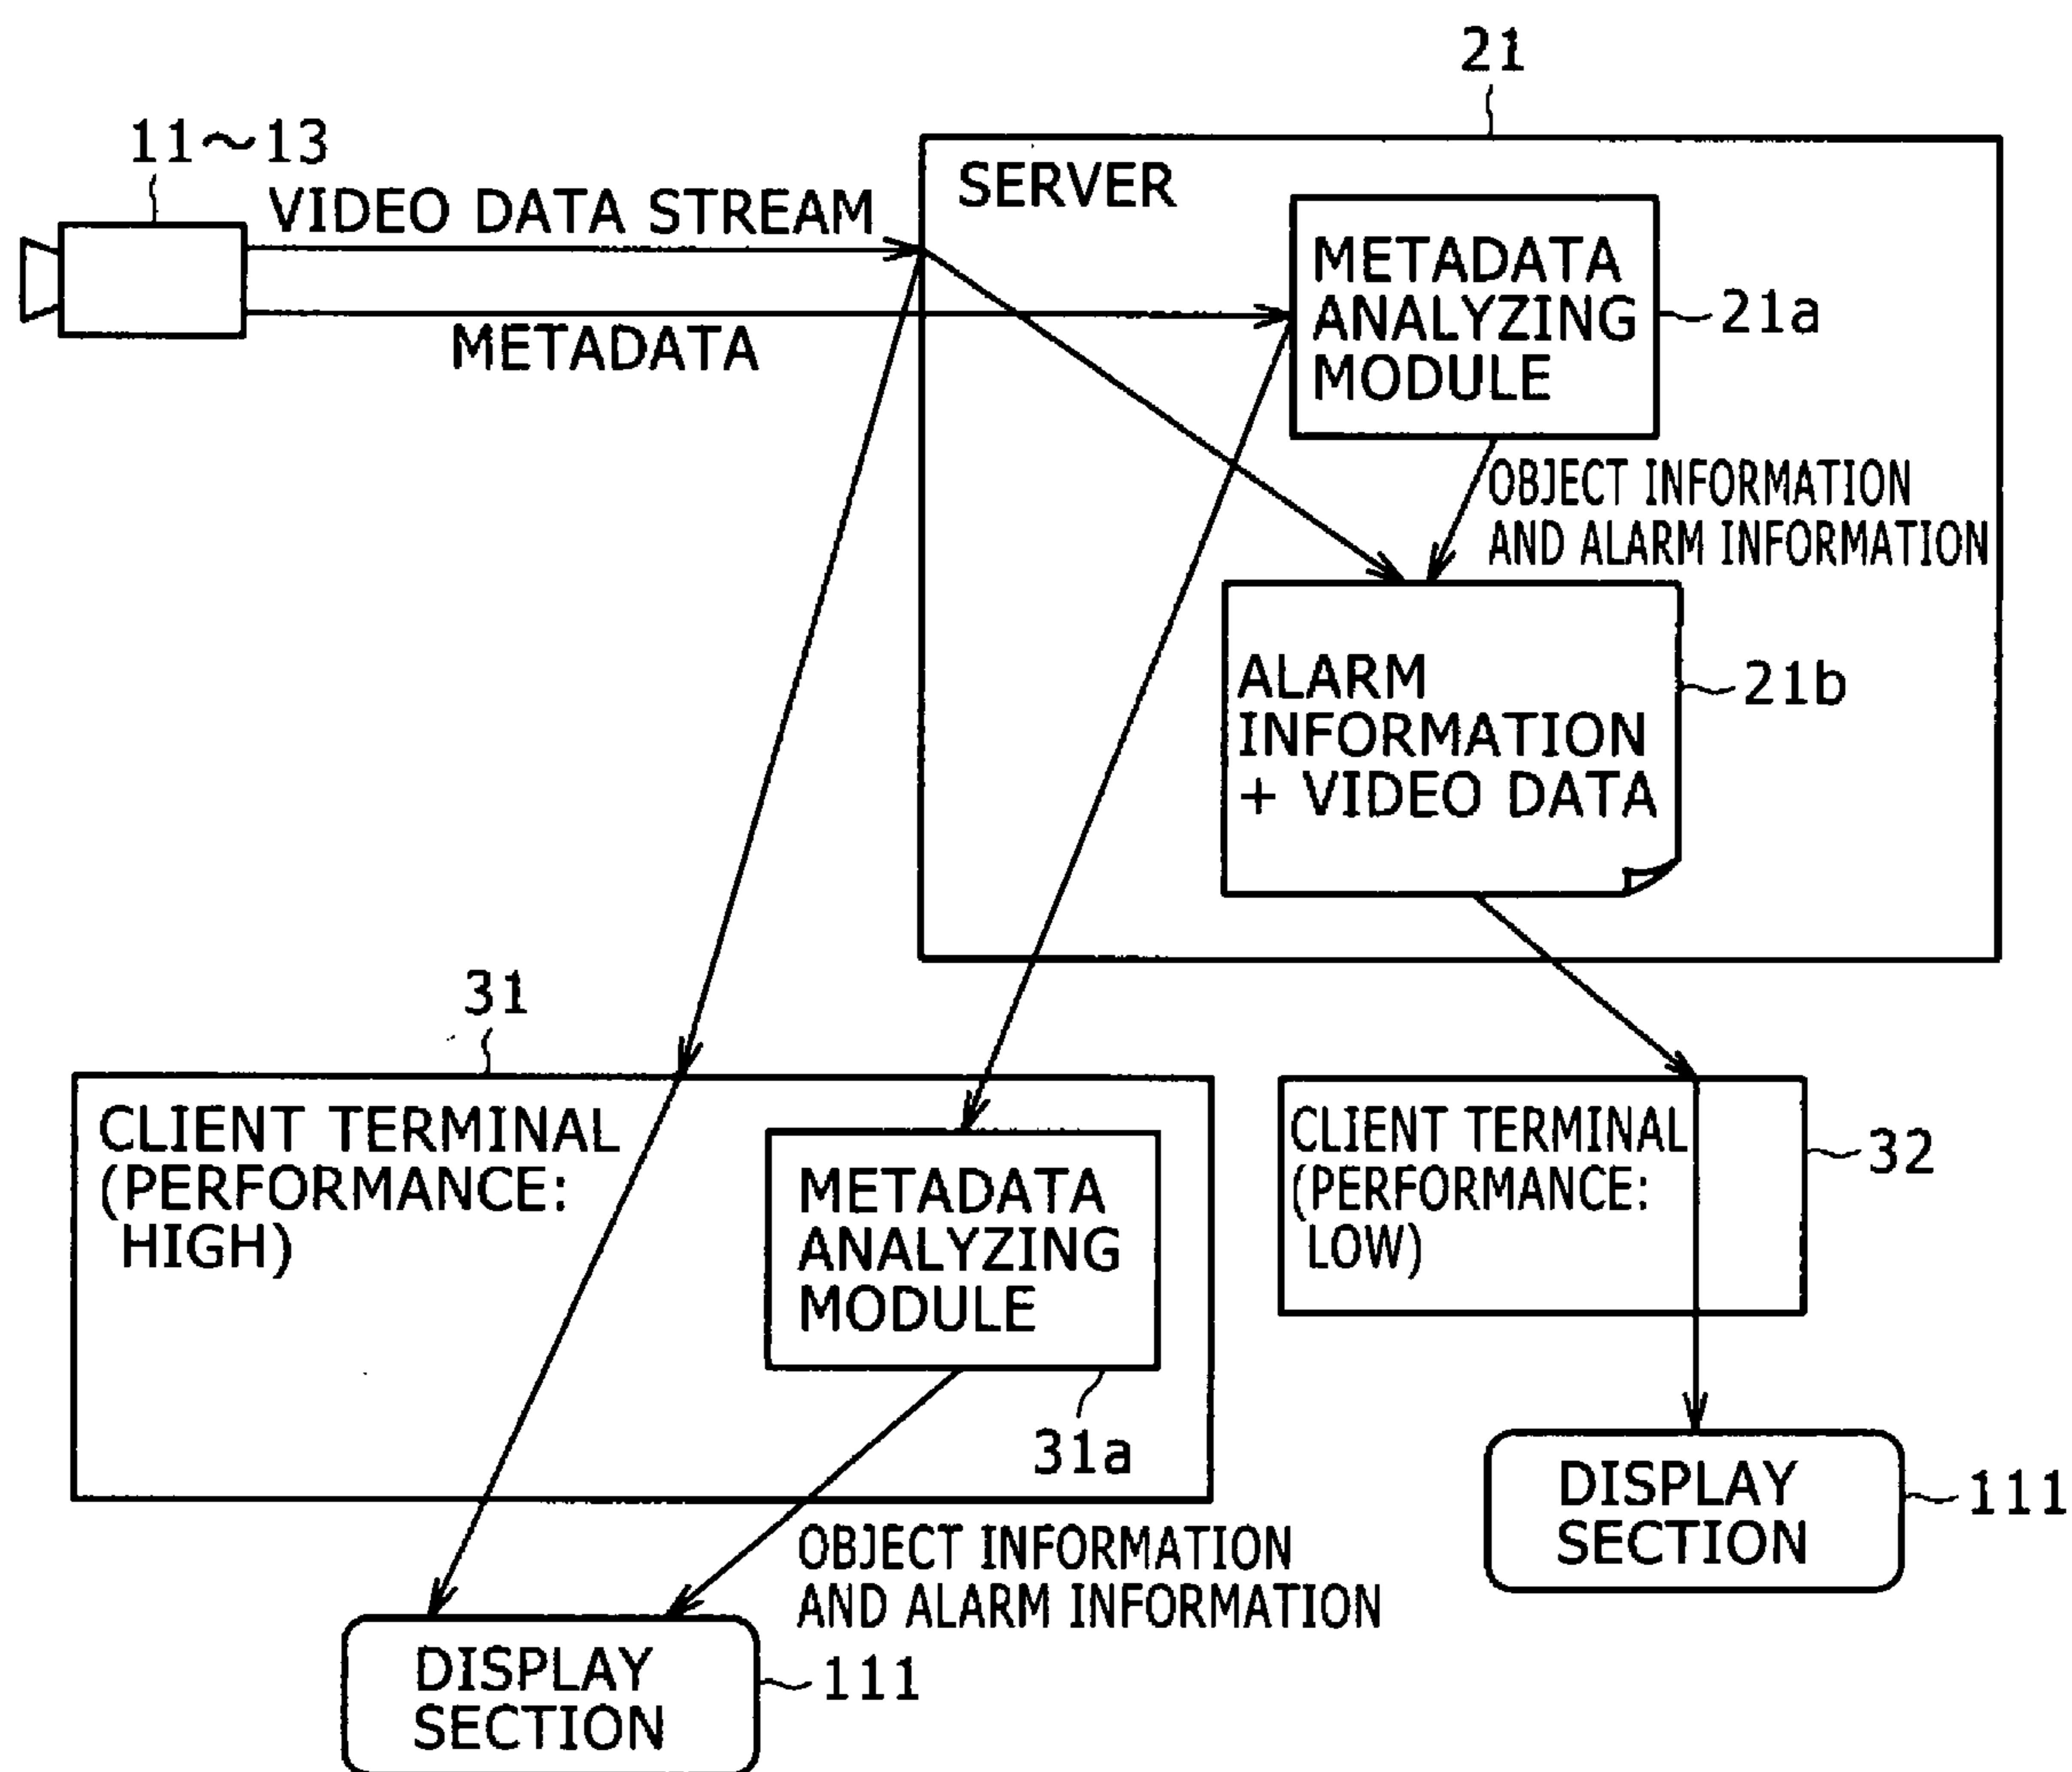 21
11~13
VIDEO DATA STREAM
METADATA
SERVER
METADATA
ANALYZING
MODULE
21a
OBJECT INFORMATION
AND ALARM INFORMATION
ALARM
INFORMATION
+ VIDEO DATA
21b
31
CLIENT TERMINAL
(PERFORMANCE:
HIGH)
METADATA
ANALYZING
MODULE
31a
CLIENT TERMINAL
(PERFORMANCE:
LOW)
32
OBJECT INFORMATION
AND ALARM INFORMATION
DISPLAY
SECTION
111
DISPLAY
SECTION
111